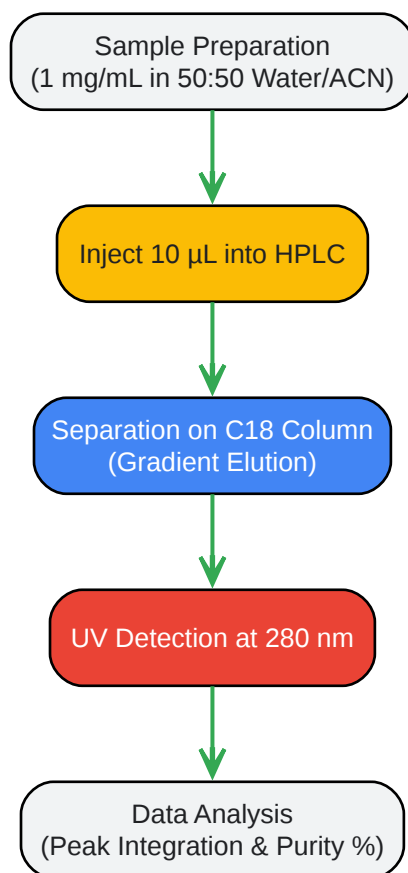 Sample Preparation
(1 mg/mL in 50:50 Water/ACN)
Inject 10 µL into HPLC
Separation on C18 Column
(Gradient Elution)
UV Detection at 280 nm
Data Analysis
(Peak Integration & Purity %)